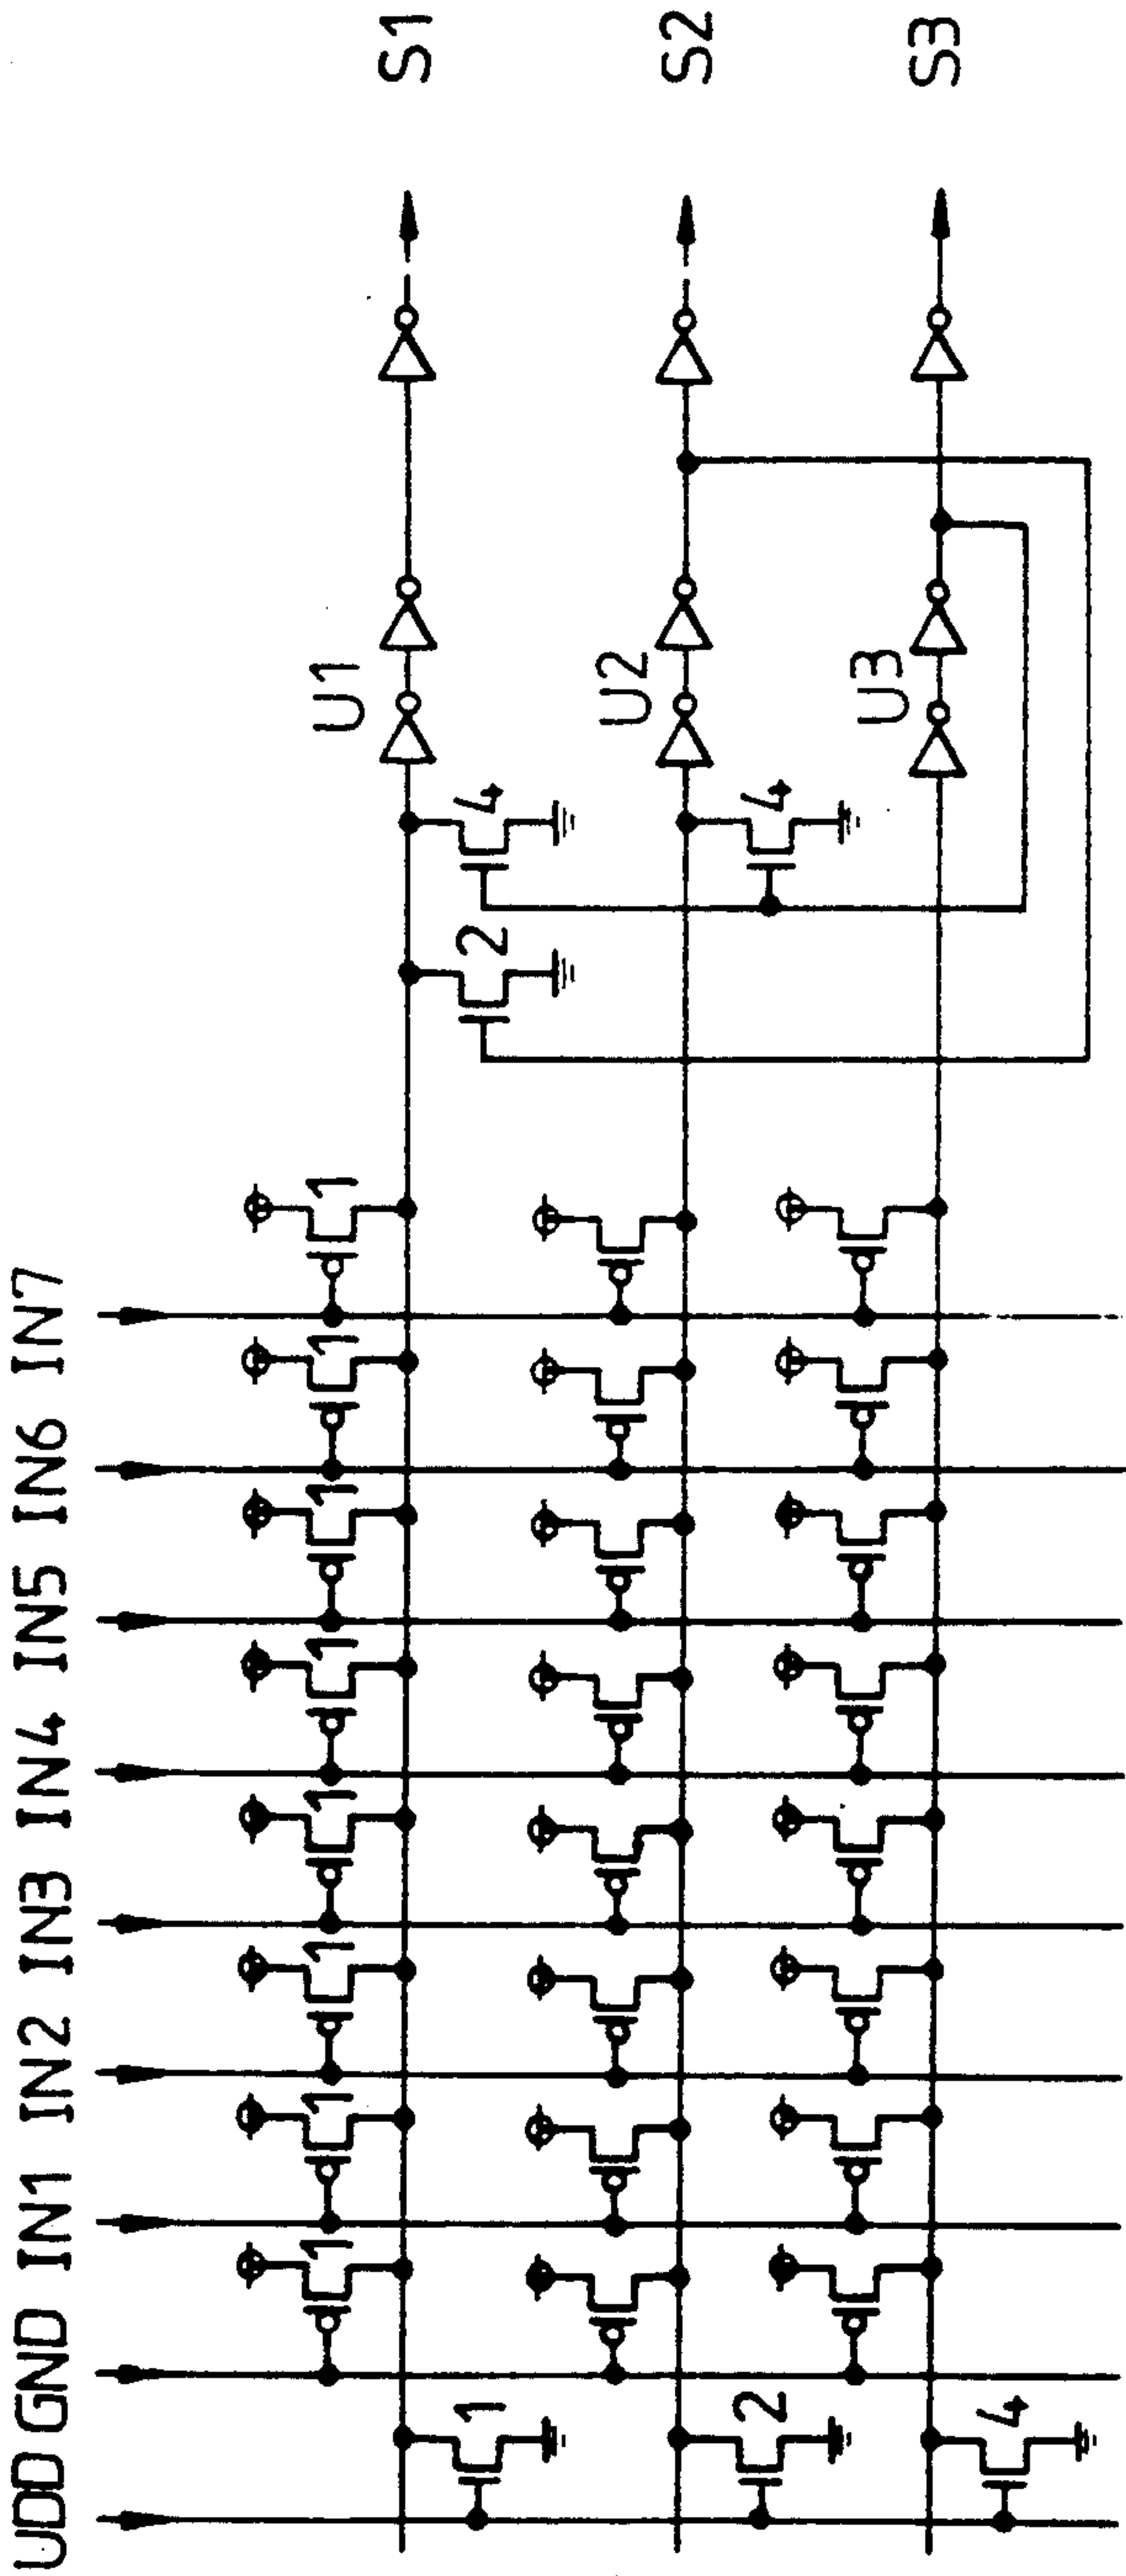 UDD GND IN1 IN2 IN3 IN4 IN5 IN6 IN7
1 1 1 1 1 1 1 1
S1
U1
1
2
4
S2
U2
2
4
S3
U3
4